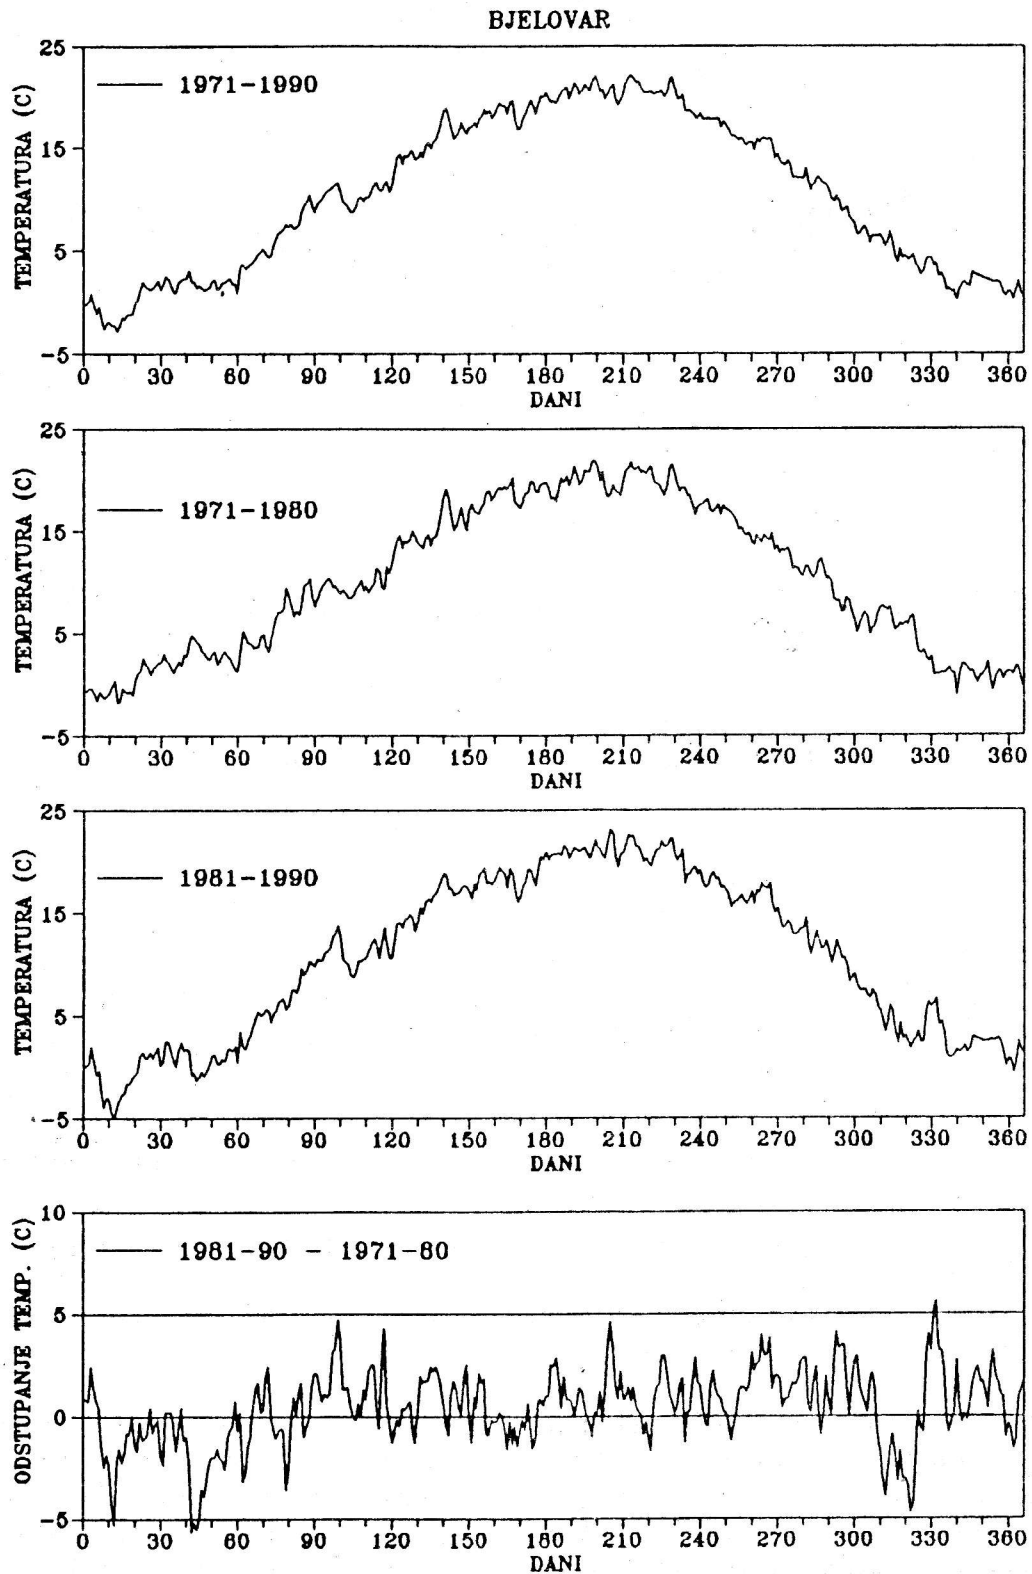 BJELOVAR
25
15
5
-5
TEMPERATURA (C)
1971-1990
0 30 60 90 120 150 180 210 240 270 300 330 360
DANI
25
15
5
-5
TEMPERATURA (C)
1971-1980
0 30 60 90 120 150 180 210 240 270 300 330 360
DANI
25
15
5
-5
TEMPERATURA (C)
1981-1990
0 30 60 90 120 150 180 210 240 270 300 330 360
DANI
10
5
0
-5
ODSTUPANJE TEMP. (C)
1981-90 - 1971-80
0 30 60 90 120 150 180 210 240 270 300 330 360
DANI